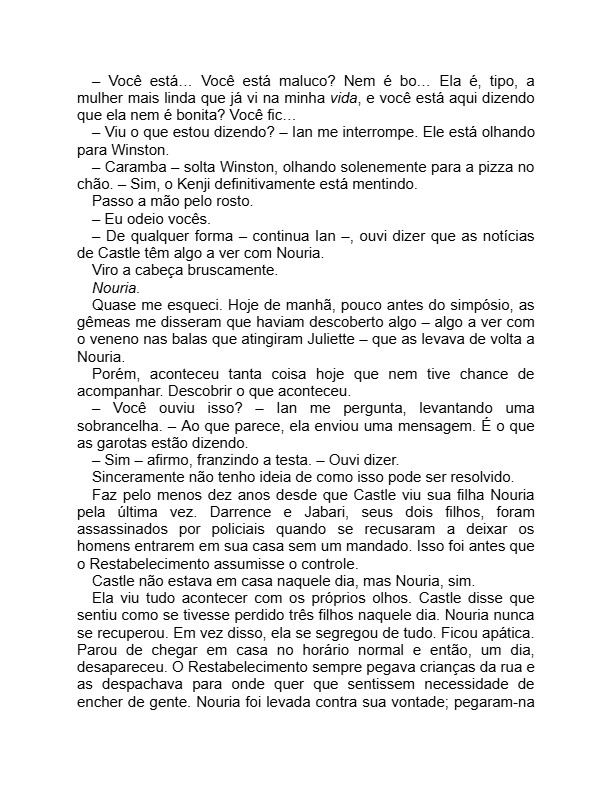 – Você está… Você está maluco? Nem é bo… Ela é, tipo, a
mulher mais linda que já vi na minha vida, e você está aqui dizendo
que ela nem é bonita? Você fic…
– Viu o que estou dizendo? – Ian me interrompe. Ele está olhando
para Winston.
– Caramba – solta Winston, olhando solenemente para a pizza no
chão. – Sim, o Kenji definitivamente está mentindo.
Passo a mão pelo rosto.
– Eu odeio vocês.
– De qualquer forma – continua Ian –, ouvi dizer que as notícias
de Castle têm algo a ver com Nouria.
Viro a cabeça bruscamente.
Nouria.
Quase me esqueci. Hoje de manhã, pouco antes do simpósio, as
gêmeas me disseram que haviam descoberto algo – algo a ver com
o veneno nas balas que atingiram Juliette – que as levava de volta a
Nouria.
Porém, aconteceu tanta coisa hoje que nem tive chance de
acompanhar. Descobrir o que aconteceu.
– Você ouviu isso? – Ian me pergunta, levantando uma
sobrancelha. – Ao que parece, ela enviou uma mensagem. É o que
as garotas estão dizendo.
– Sim – afirmo, franzindo a testa. – Ouvi dizer.
Sinceramente não tenho ideia de como isso pode ser resolvido.
Faz pelo menos dez anos desde que Castle viu sua filha Nouria
pela última vez. Darrence e Jabari, seus dois filhos, foram
assassinados por policiais quando se recusaram a deixar os
homens entrarem em sua casa sem um mandado. Isso foi antes que
o Restabelecimento assumisse o controle.
Castle não estava em casa naquele dia, mas Nouria, sim.
Ela viu tudo acontecer com os próprios olhos. Castle disse que
sentiu como se tivesse perdido três filhos naquele dia. Nouria nunca
se recuperou. Em vez disso, ela se segregou de tudo. Ficou apática.
Parou de chegar em casa no horário normal e então, um dia,
desapareceu. O Restabelecimento sempre pegava crianças da rua e
as despachava para onde quer que sentissem necessidade de
encher de gente. Nouria foi levada contra sua vontade; pegaram-na